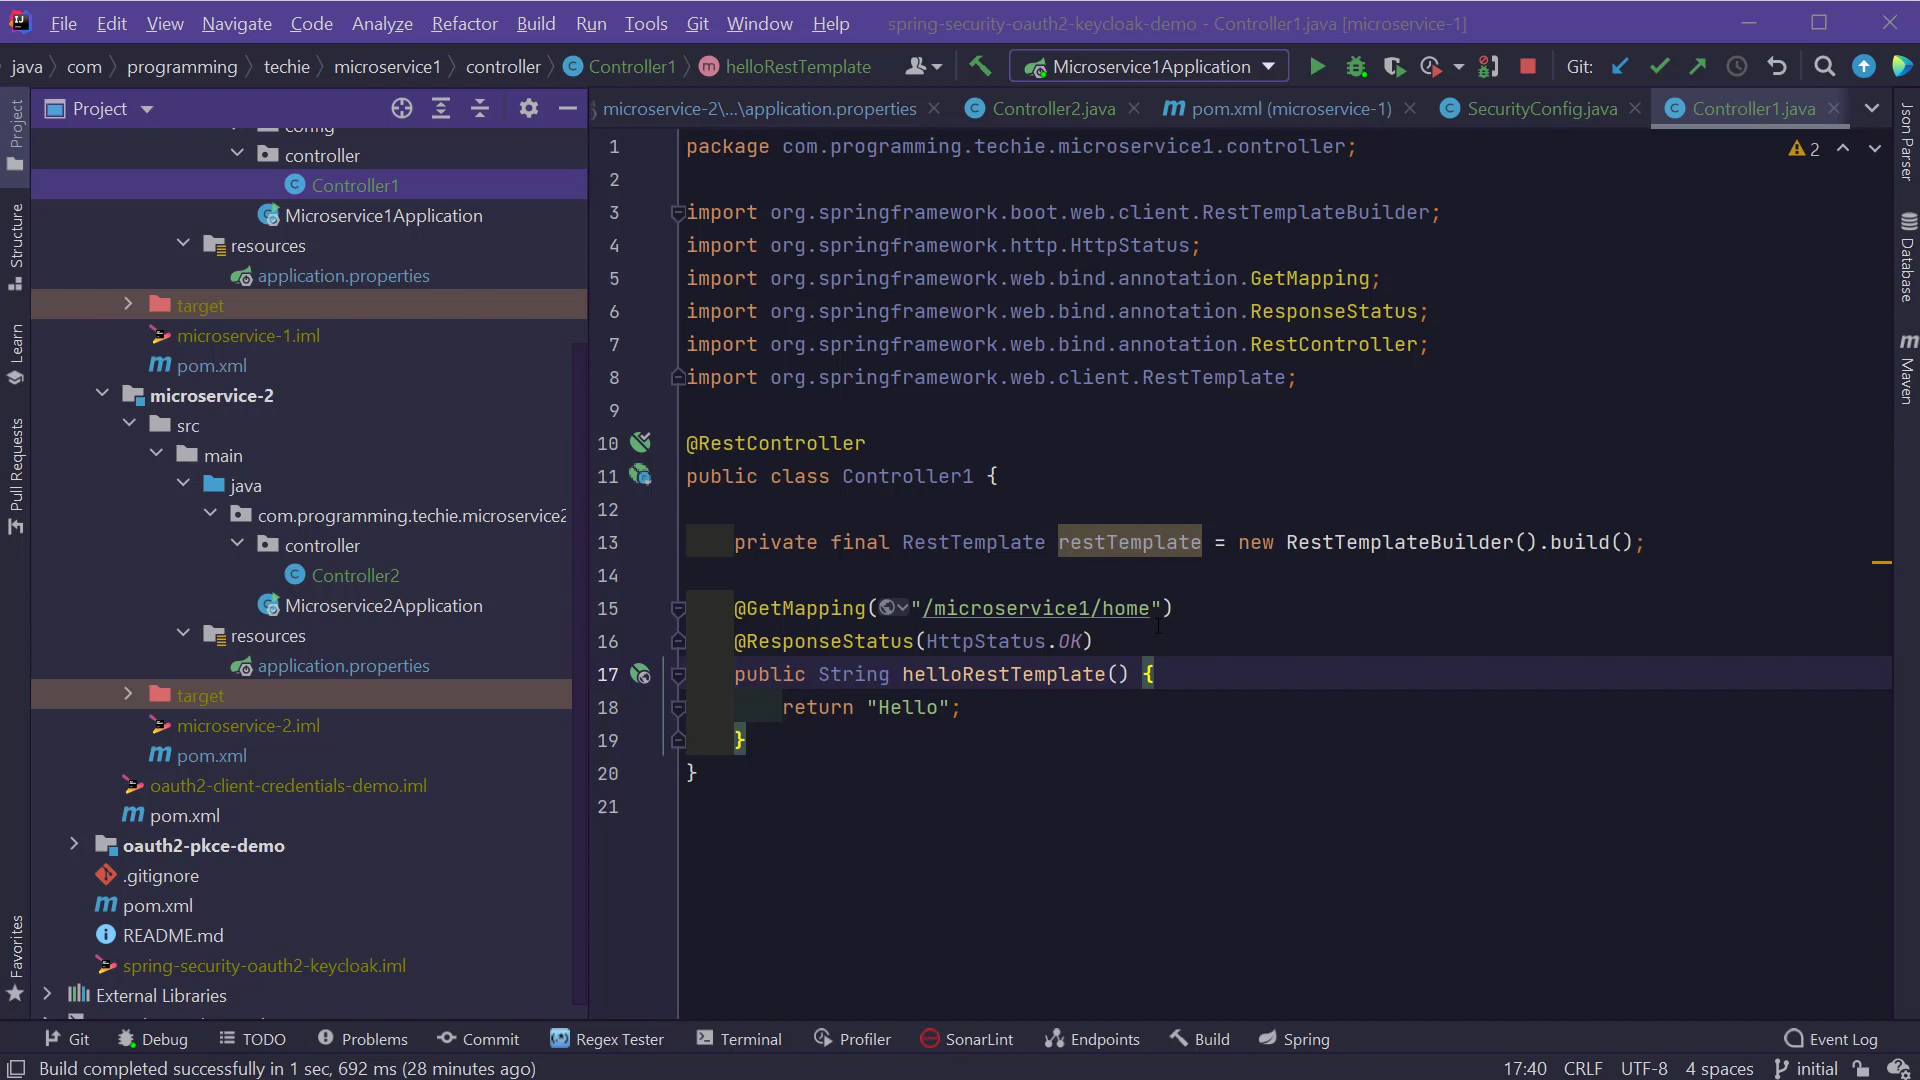 File Edit View Navigate Code Analyze Refactor Build Run Tools Git Window Help spring-security-oauth2-keycloak-demo - Controller1.java [microservice-1]
java com programming techie microservice1 controller Controller1 helloRestTemplate Microservice1Application Git:
Project
microservice-2\...\application.properties Controller2.java pom.xml (microservice-1) SecurityConfig.java Controller1.java
config
controller
Controller1
Microservice1Application
resources
application.properties
target
microservice-1.iml
pom.xml
microservice-2
src
main
java
com.programming.techie.microservice2
controller
Controller2
Microservice2Application
resources
application.properties
target
microservice-2.iml
pom.xml
oauth2-client-credentials-demo.iml
pom.xml
oauth2-pkce-demo
.gitignore
pom.xml
README.md
spring-security-oauth2-keycloak.iml
External Libraries
Project
Structure
Learn
Pull Requests
Favorites
1 package com.programming.techie.microservice1.controller;
2
3 import org.springframework.boot.web.client.RestTemplateBuilder;
4 import org.springframework.http.HttpStatus;
5 import org.springframework.web.bind.annotation.GetMapping;
6 import org.springframework.web.bind.annotation.ResponseStatus;
7 import org.springframework.web.bind.annotation.RestController;
8 import org.springframework.web.client.RestTemplate;
9
10 @RestController
11 public class Controller1 {
12
13 private final RestTemplate restTemplate = new RestTemplateBuilder().build();
14
15 @GetMapping("/microservice1/home")
16 @ResponseStatus(HttpStatus.OK)
17 public String helloRestTemplate() {
18 return "Hello";
19 }
20 }
21
2
Json Parser
Database
Maven
Git Debug TODO Problems Commit Regex Tester Terminal Profiler SonarLint Endpoints Build Spring Event Log
Build completed successfully in 1 sec, 692 ms (28 minutes ago) 17:40 CRLF UTF-8 4 spaces initial